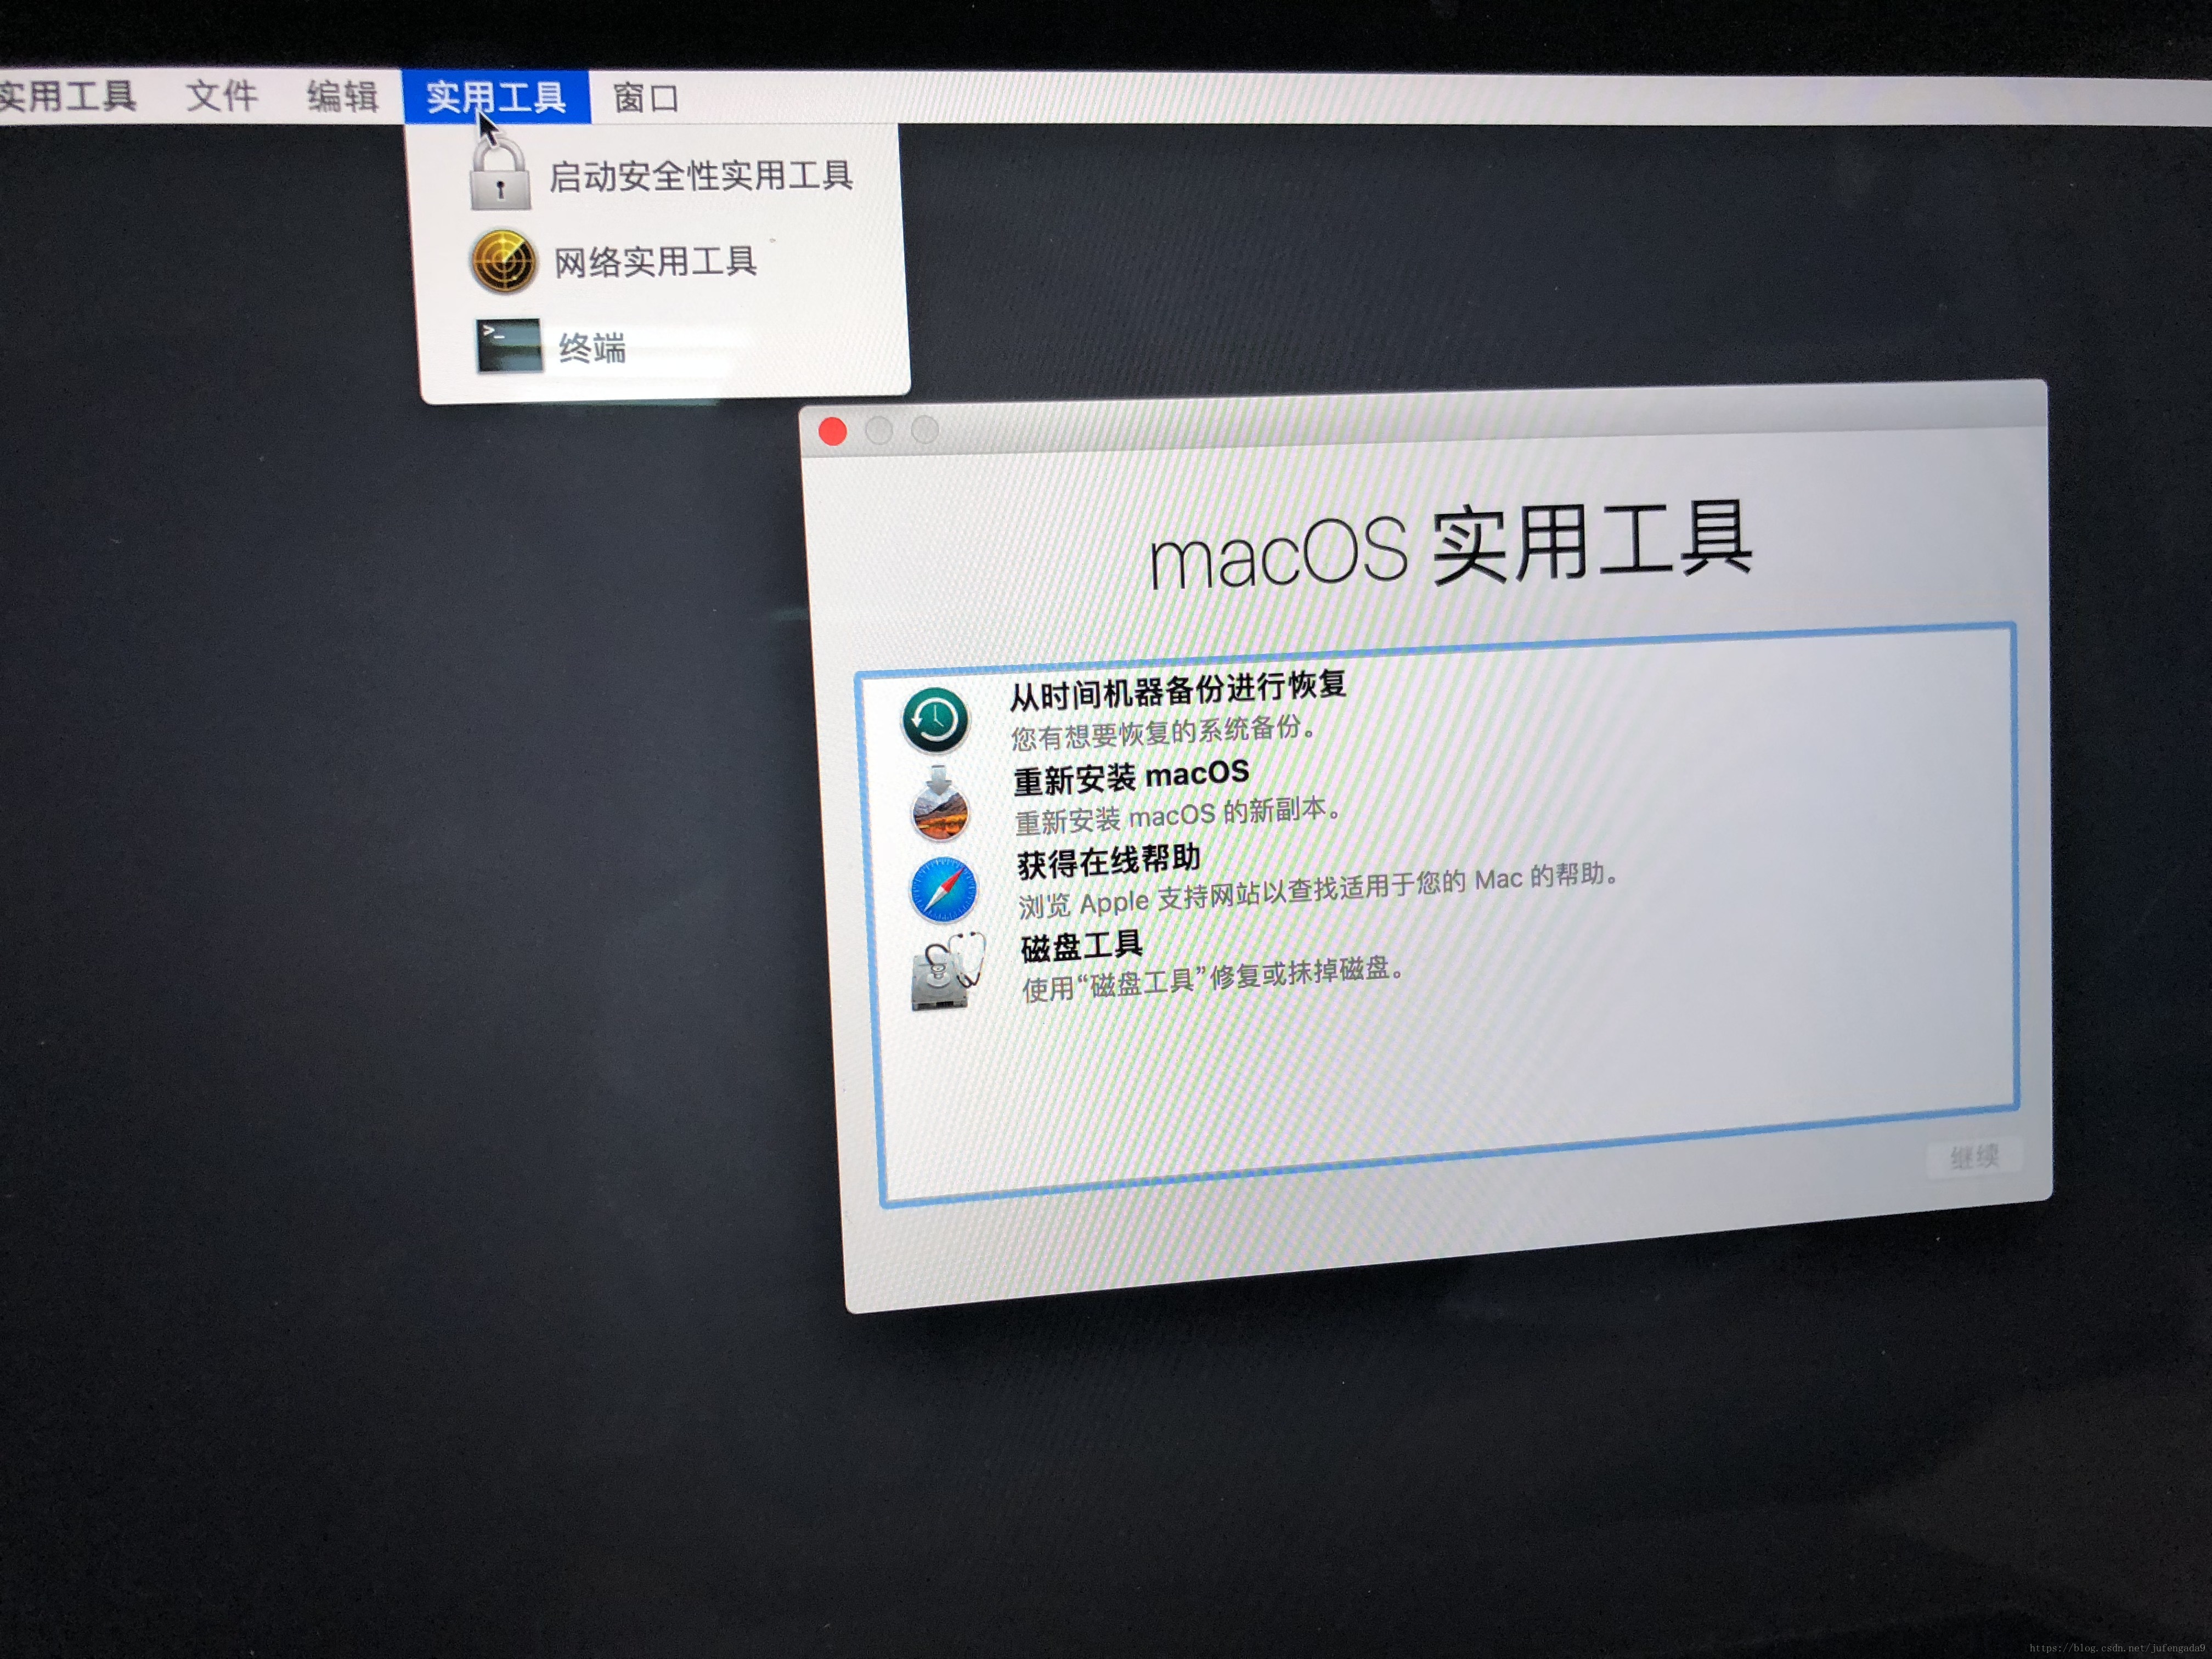 实用工具 文件 编辑 实用工具 窗口
启动安全性实用工具
网络实用工具
>_ 终端
macOS 实用工具
从时间机器备份进行恢复
您有想要恢复的系统备份。
重新安装 macOS
重新安装 macOS 的新副本。
获得在线帮助
浏览 Apple 支持网站以查找适用于您的 Mac 的帮助。
磁盘工具
使用“磁盘工具”修复或抹掉磁盘。
继续
https://blog.csdn.net/jufengada9